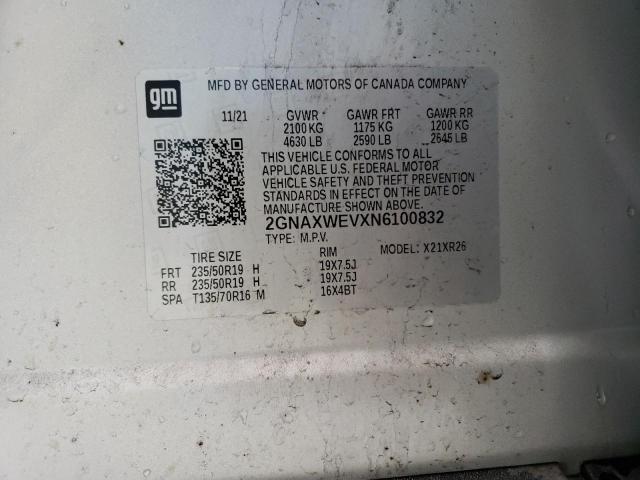 gm
MFD BY GENERAL MOTORS OF CANADA COMPANY
11/21 GVWR GAWR FRT GAWR RR
2100 KG 1175 KG 1200 KG
4630 LB 2590 LB 2645 LB
THIS VEHICLE CONFORMS TO ALL
APPLICABLE U.S. FEDERAL MOTOR
VEHICLE SAFETY AND THEFT PREVENTION
STANDARDS IN EFFECT ON THE DATE OF
MANUFACTURE SHOWN ABOVE.
2GNAXWEVXN6100832
TYPE: M.P.V. MODEL: X21XR26
TIRE SIZE RIM
FRT 235/50R19 H 19X7.5J
RR 235/50R19 H 19X7.5J
SPA T135/70R16 M 16X4BT